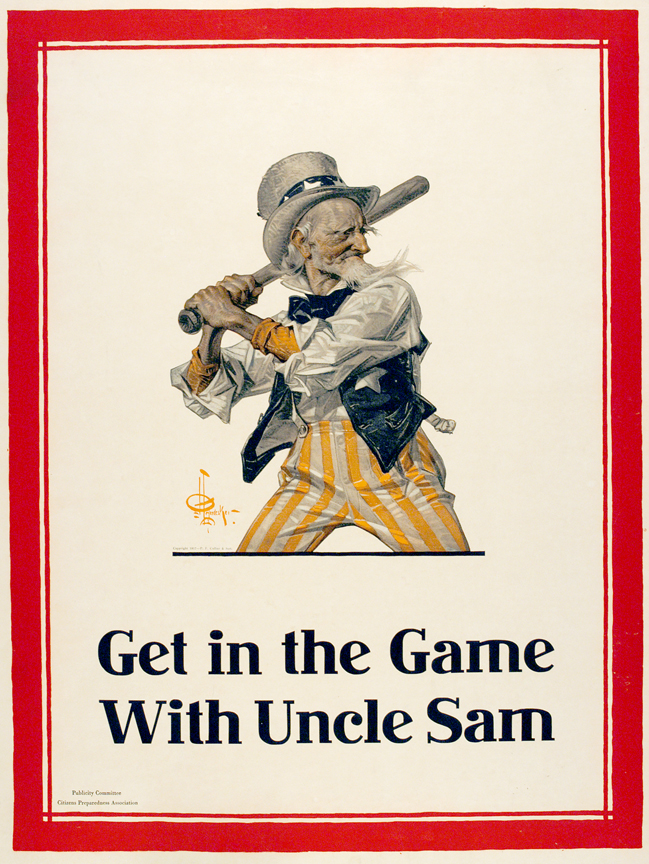 Get in the Game
With Uncle Sam
Publicity Committee
Citizens Preparedness Association